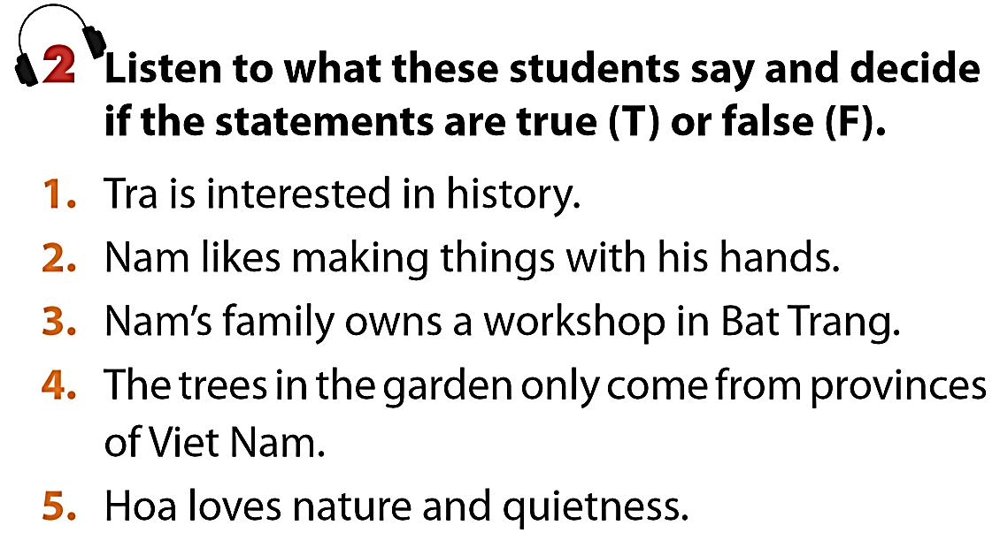 2 Listen to what these students say and decide
if the statements are true (T) or false (F).
1. Tra is interested in history.
2. Nam likes making things with his hands.
3. Nam’s family owns a workshop in Bat Trang.
4. The trees in the garden only come from provinces
of Viet Nam.
5. Hoa loves nature and quietness.